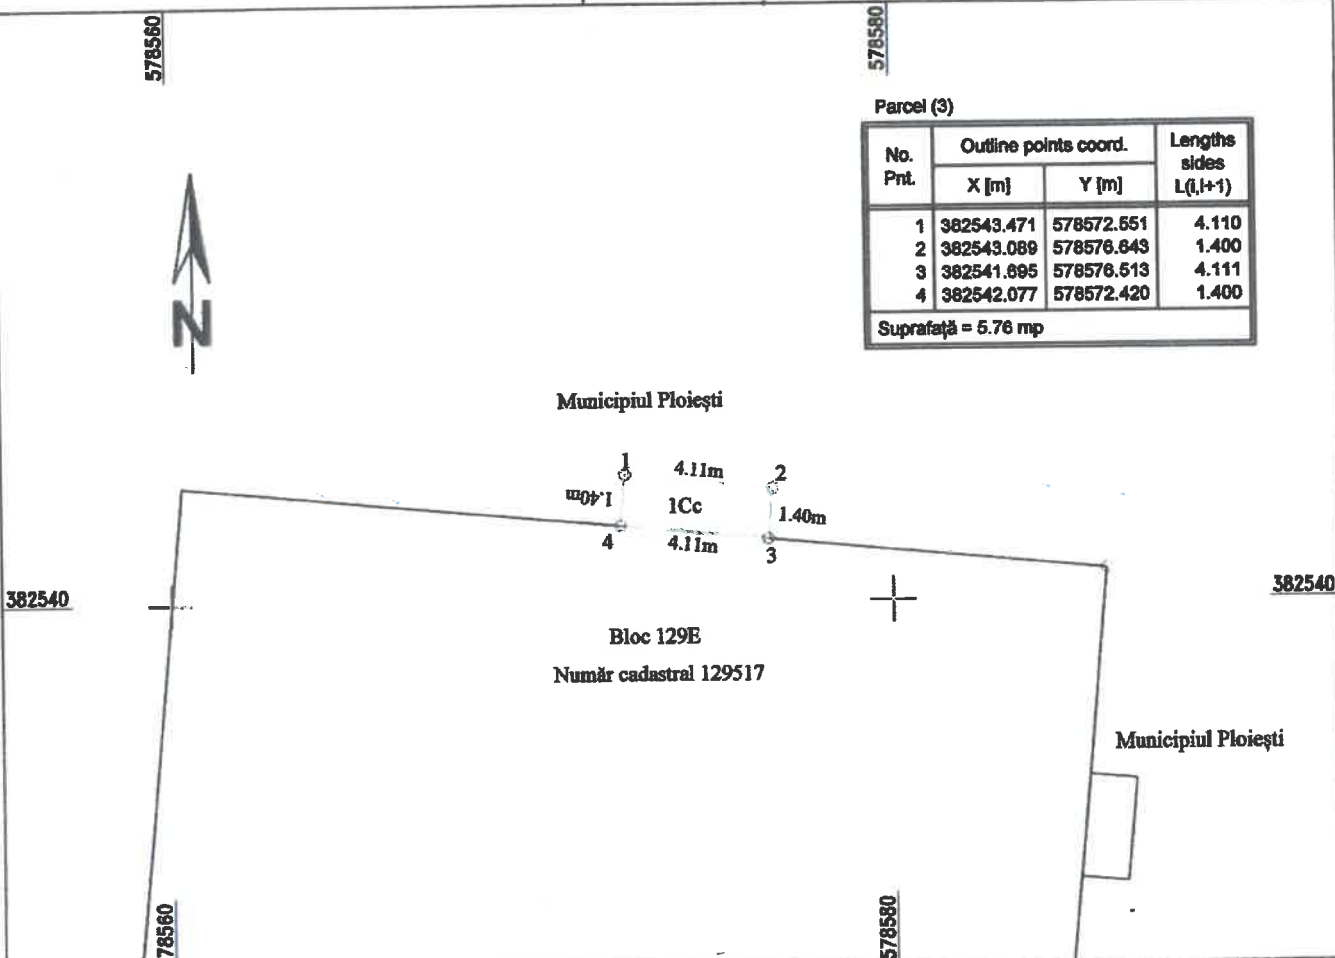 578560
578580
Parcel (3)
No. Pnt.
Outline points coord.
Lengths sides L(i,i+1)
X [m] Y [m]
1 382543.471 578572.551 4.110
2 382543.089 578576.643 1.400
3 382541.695 578576.513 4.111
4 382542.077 578572.420 1.400
Suprafață = 5.76 mp
N
Municipiul Ploiești
1
4.11m
2
1.40m
1Cc
1.40m
4
4.11m
3
382540
382540
Bloc 129E
Număr cadastral 129517
Municipiul Ploiești
78560
578580